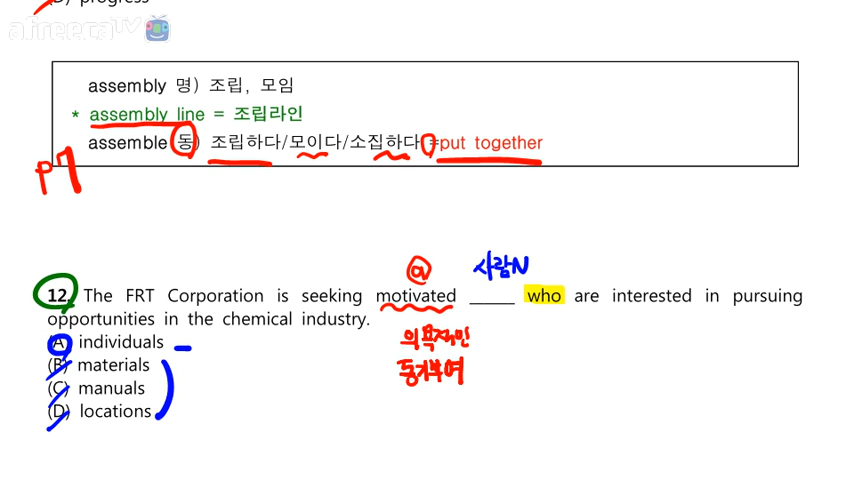 D) progress
afreecaTV
assembly 명) 조립, 모임
* assembly line = 조립라인
assemble 동) 조립하다/모이다/소집하다 =put together
P7
ⓐ 사람N
12. The FRT Corporation is seeking motivated _____ who are interested in pursuing
opportunities in the chemical industry.
의욕적인
동기부여
(A) individuals
(B) materials
(C) manuals
(D) locations